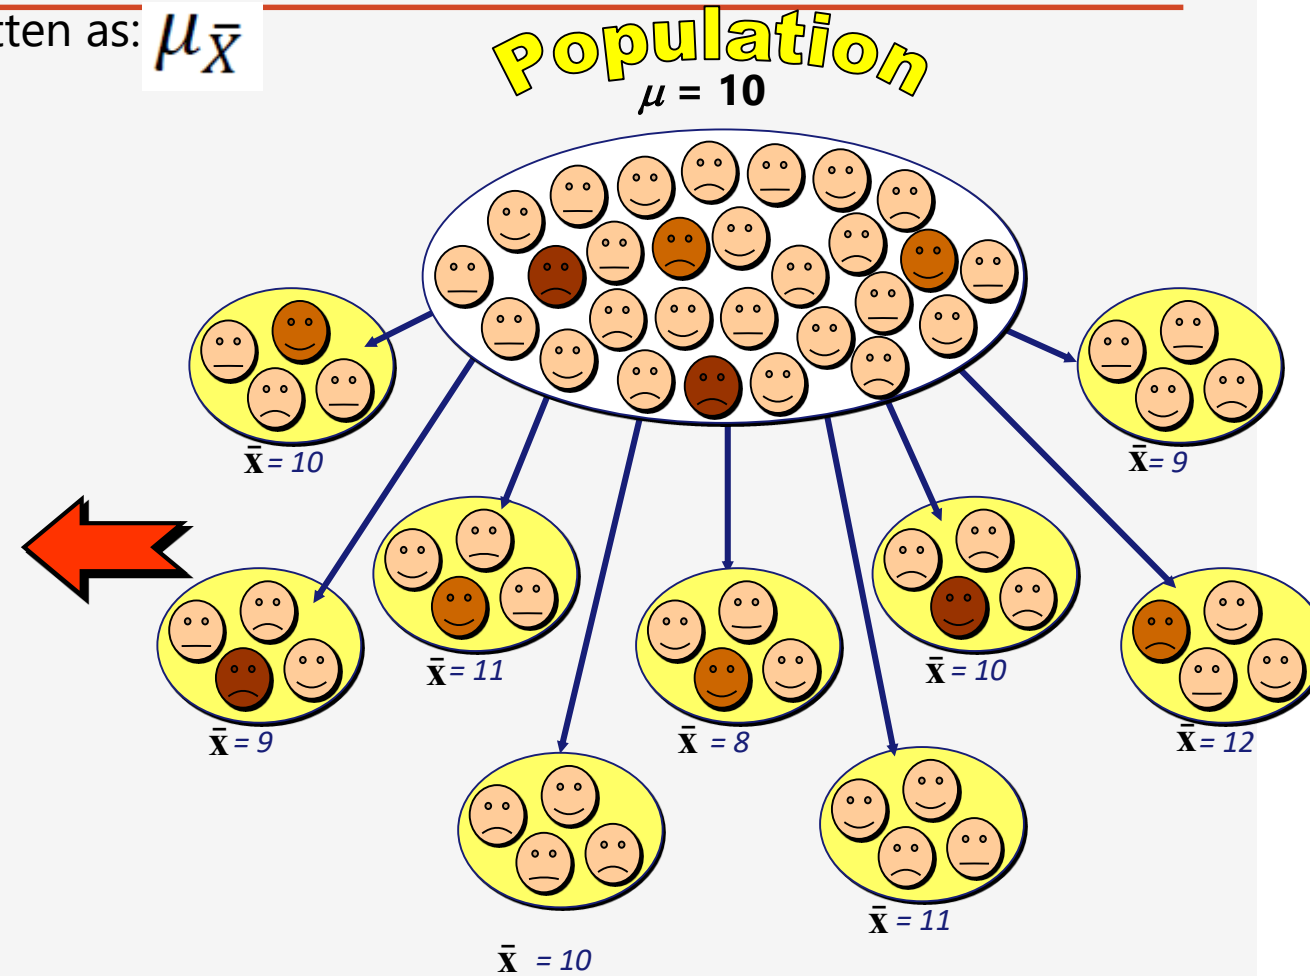 tten as: μX̄
Population
μ = 10
x̄ = 10
x̄ = 9
x̄ = 11
x̄ = 10
x̄ = 9
x̄ = 8
x̄ = 12
x̄ = 11
x̄ = 10